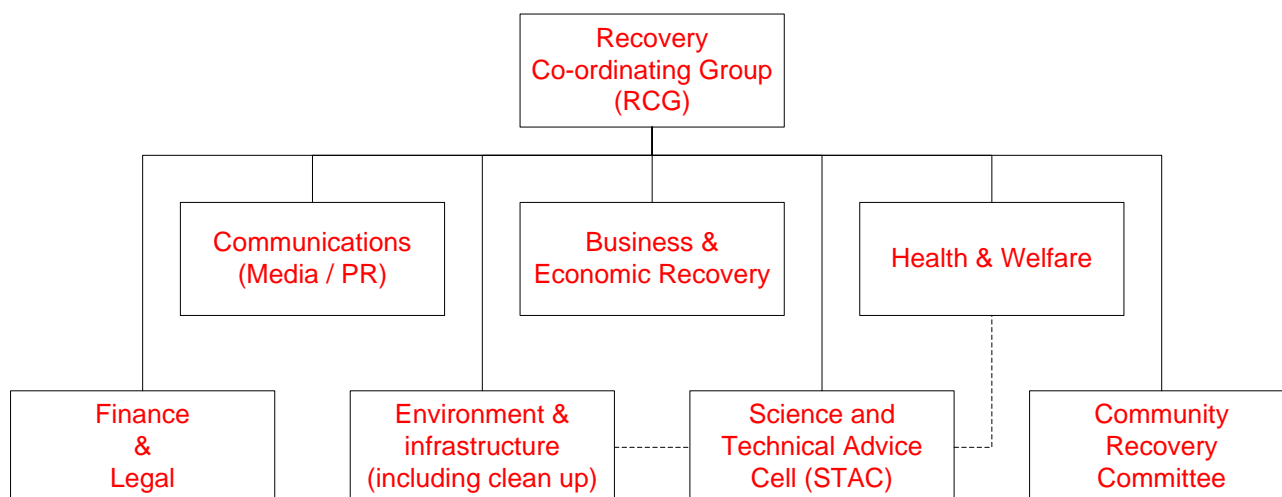 Recovery
Co-ordinating Group
(RCG)
Communications
(Media / PR)
Business &
Economic Recovery
Health & Welfare
Finance
&
Legal
Environment &
infrastructure
(including clean up)
Science and
Technical Advice
Cell (STAC)
Community
Recovery
Committee